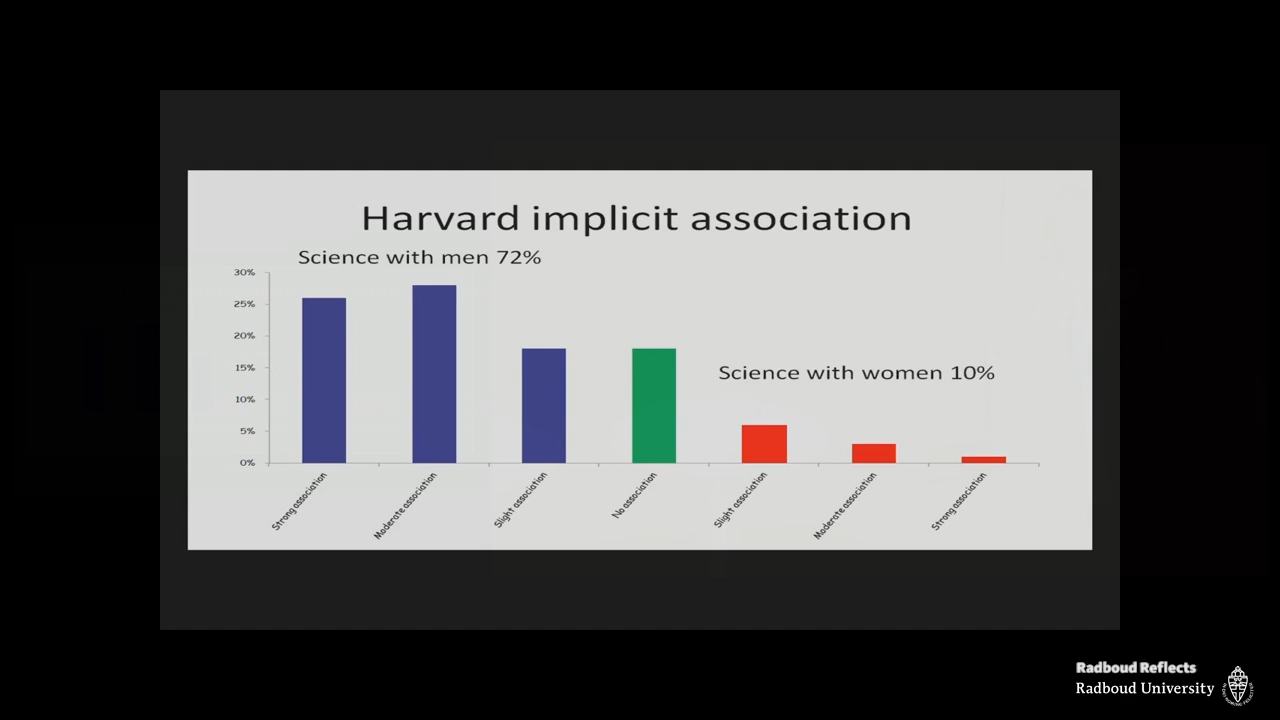 Harvard implicit association
Science with men 72%
30%
25%
20%
15%
10%
5%
0%
Science with women 10%
Strong association
Moderate association
Slight association
No association
Slight association
Moderate association
Strong association
Radboud Reflects
Radboud University